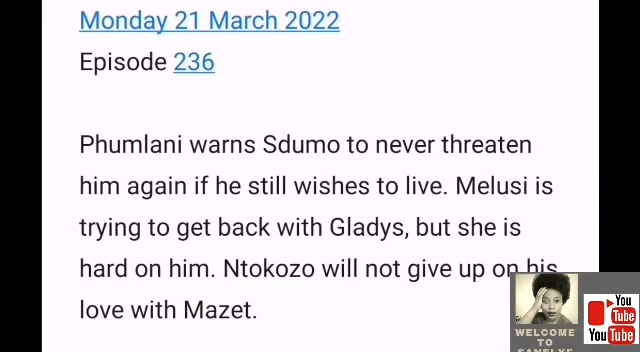 Monday 21 March 2022
Episode 236
Phumlani warns Sdumo to never threaten
him again if he still wishes to live. Melusi is
trying to get back with Gladys, but she is
hard on him. Ntokozo will not give up on his
love with Mazet.
You
Tube
YouTube
WELCOME
TO